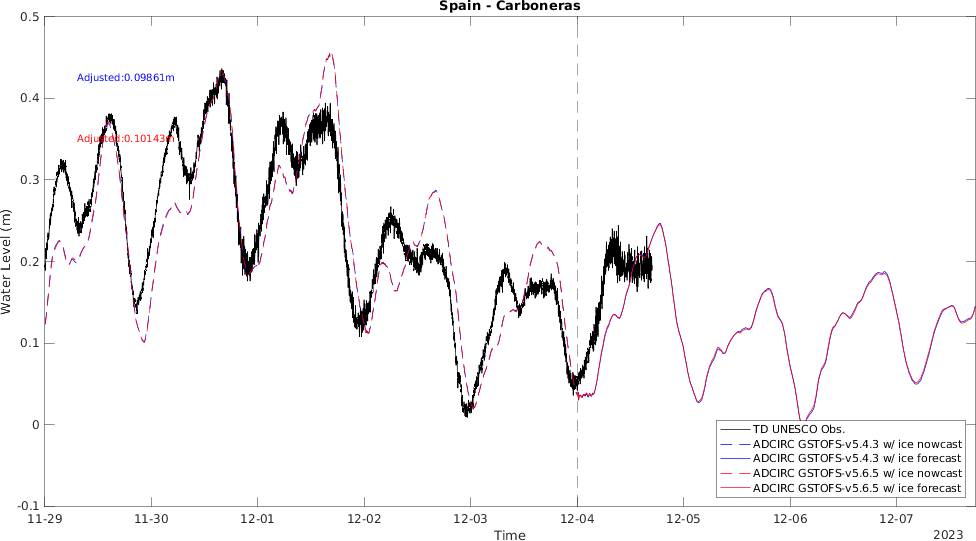 Spain - Carboneras
0.5
Adjusted:0.09861m
0.4
Adjusted:0.10143m
0.3
Water Level (m)
0.2
0.1
0
TD UNESCO Obs.
ADCIRC GSTOFS-v5.4.3 w/ ice nowcast
ADCIRC GSTOFS-v5.4.3 w/ ice forecast
ADCIRC GSTOFS-v5.6.5 w/ ice nowcast
ADCIRC GSTOFS-v5.6.5 w/ ice forecast
-0.1
11-29 11-30 12-01 12-02 12-03 12-04 12-05 12-06 12-07
Time
2023